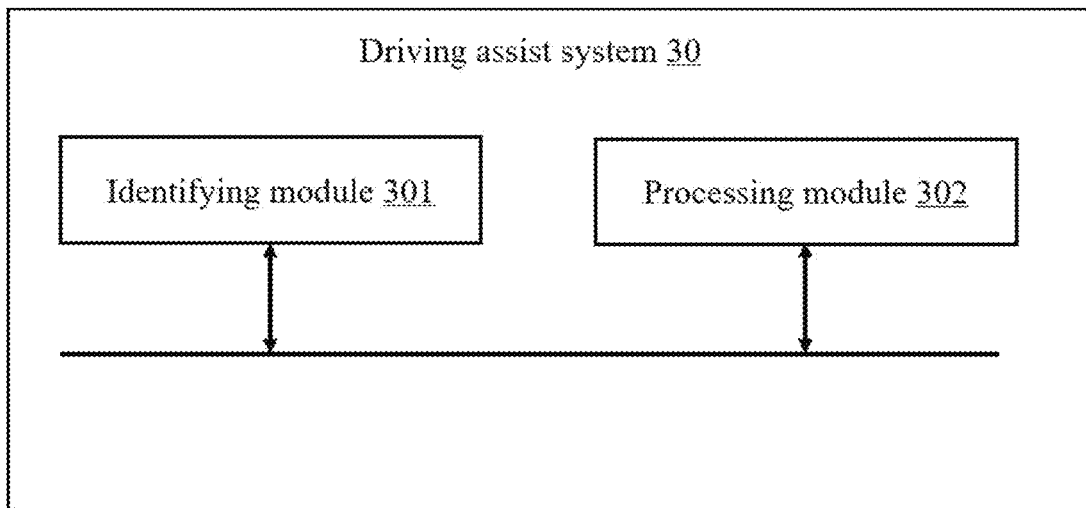 Driving assist system 30
Identifying module 301
Processing module 302